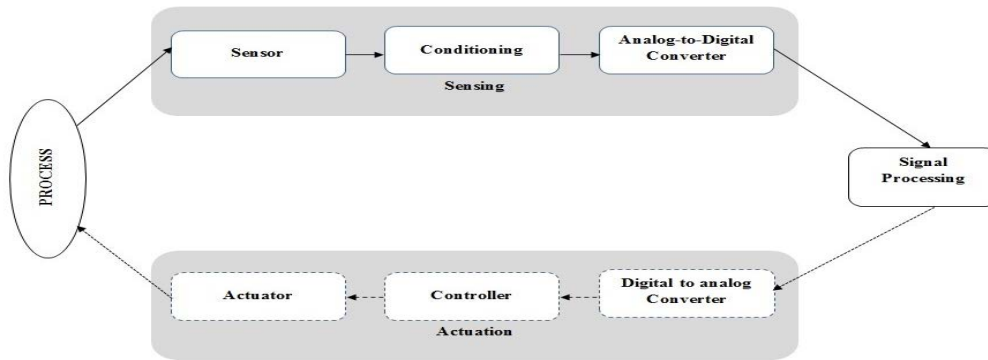 Sensor
Conditioning
Analog-to-Digital
Converter
Sensing
PROCESS
Signal
Processing
Actuator
Controller
Digital to analog
Converter
Actuation